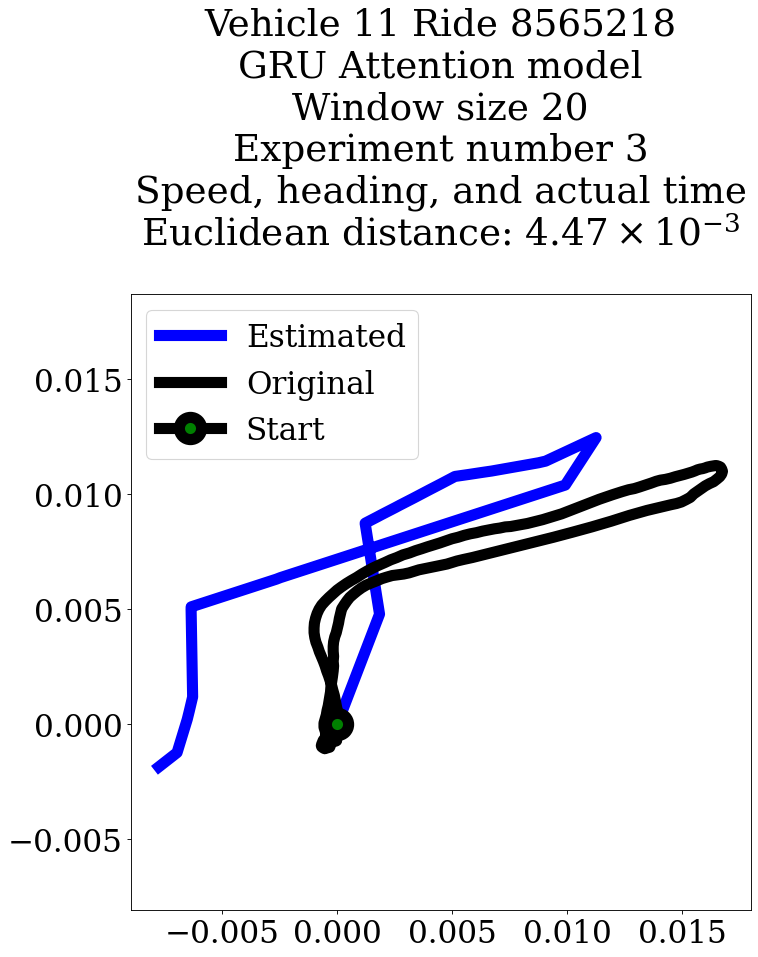 Vehicle 11 Ride 8565218
GRU Attention model
Window size 20
Experiment number 3
Speed, heading, and actual time
Euclidean distance: 4.47 × 10⁻³
Estimated
Original
Start
0.015
0.010
0.005
0.000
−0.005
−0.005 0.000 0.005 0.010 0.015